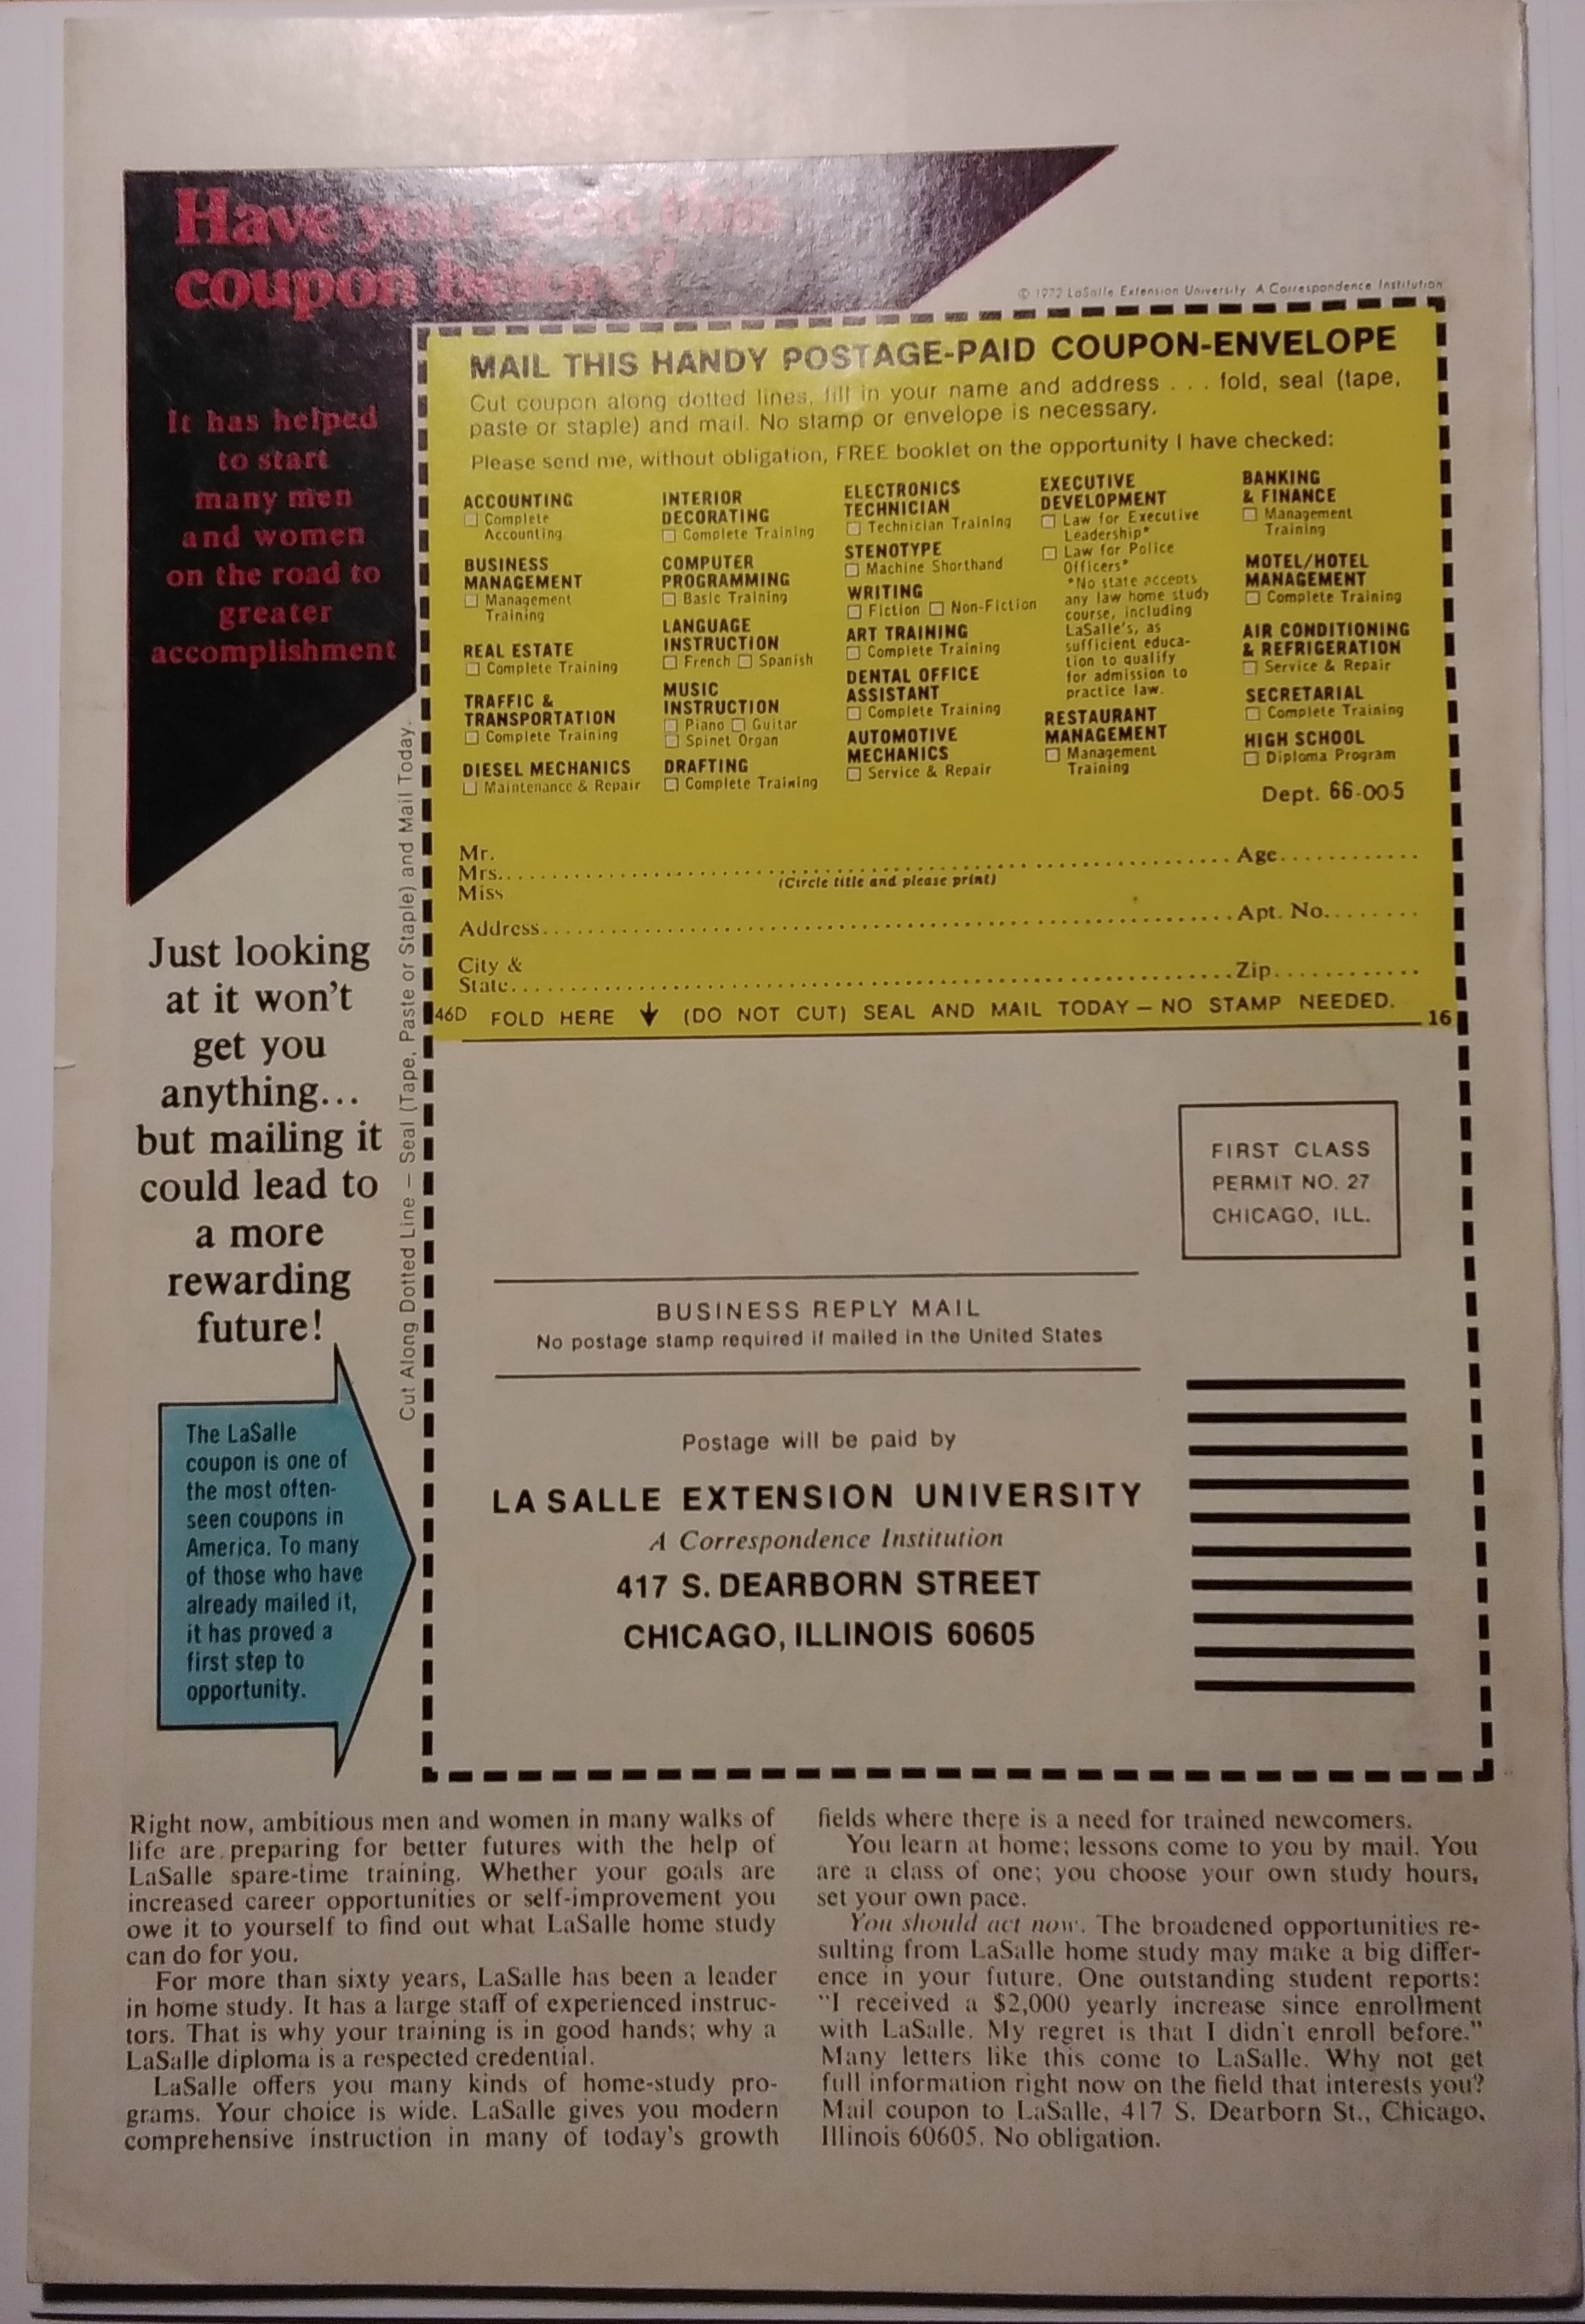 Have you seen this
coupon before?
© 1972 LaSalle Extension University A Correspondence Institution
It has helped
to start
many men
and women
on the road to
greater
accomplishment
MAIL THIS HANDY POSTAGE-PAID COUPON-ENVELOPE
Cut coupon along dotted lines, fill in your name and address . . . fold, seal (tape,
paste or staple) and mail. No stamp or envelope is necessary.
Please send me, without obligation, FREE booklet on the opportunity I have checked:
ACCOUNTING
Complete
Accounting
BUSINESS
MANAGEMENT
Management
Training
REAL ESTATE
Complete Training
TRAFFIC &
TRANSPORTATION
Complete Training
DIESEL MECHANICS
Maintenance & Repair
INTERIOR
DECORATING
Complete Training
COMPUTER
PROGRAMMING
Basic Training
LANGUAGE
INSTRUCTION
French Spanish
MUSIC
INSTRUCTION
Piano Guitar
Spinet Organ
DRAFTING
Complete Training
ELECTRONICS
TECHNICIAN
Technician Training
STENOTYPE
Machine Shorthand
WRITING
Fiction Non-Fiction
ART TRAINING
Complete Training
DENTAL OFFICE
ASSISTANT
Complete Training
AUTOMOTIVE
MECHANICS
Service & Repair
EXECUTIVE
DEVELOPMENT
Law for Executive
Leadership*
Law for Police
Officers*
*No state accepts
any law home study
course, including
LaSalle's, as
sufficient educa-
tion to qualify
for admission to
practice law.
RESTAURANT
MANAGEMENT
Management
Training
BANKING
& FINANCE
Management
Training
MOTEL/HOTEL
MANAGEMENT
Complete Training
AIR CONDITIONING
& REFRIGERATION
Service & Repair
SECRETARIAL
Complete Training
HIGH SCHOOL
Diploma Program
Dept. 66-005
Mr.
Mrs. Age
Miss
(Circle title and please print)
Address Apt. No.
City &
State Zip
46D FOLD HERE ↓ (DO NOT CUT) SEAL AND MAIL TODAY — NO STAMP NEEDED. 16
Cut Along Dotted Line — Seal (Tape, Paste or Staple) and Mail Today.
Just looking
at it won't
get you
anything...
but mailing it
could lead to
a more
rewarding
future!
FIRST CLASS
PERMIT NO. 27
CHICAGO, ILL.
BUSINESS REPLY MAIL
No postage stamp required if mailed in the United States
Postage will be paid by
LA SALLE EXTENSION UNIVERSITY
A Correspondence Institution
417 S. DEARBORN STREET
CHICAGO, ILLINOIS 60605
The LaSalle
coupon is one of
the most often-
seen coupons in
America. To many
of those who have
already mailed it,
it has proved a
first step to
opportunity.
Right now, ambitious men and women in many walks of
life are preparing for better futures with the help of
LaSalle spare-time training. Whether your goals are
increased career opportunities or self-improvement you
owe it to yourself to find out what LaSalle home study
can do for you.
For more than sixty years, LaSalle has been a leader
in home study. It has a large staff of experienced instruc-
tors. That is why your training is in good hands; why a
LaSalle diploma is a respected credential.
LaSalle offers you many kinds of home-study pro-
grams. Your choice is wide. LaSalle gives you modern
comprehensive instruction in many of today's growth
fields where there is a need for trained newcomers.
You learn at home; lessons come to you by mail. You
are a class of one; you choose your own study hours,
set your own pace.
You should act now. The broadened opportunities re-
sulting from LaSalle home study may make a big differ-
ence in your future. One outstanding student reports:
"I received a $2,000 yearly increase since enrollment
with LaSalle. My regret is that I didn't enroll before."
Many letters like this come to LaSalle. Why not get
full information right now on the field that interests you?
Mail coupon to LaSalle, 417 S. Dearborn St., Chicago,
Illinois 60605. No obligation.